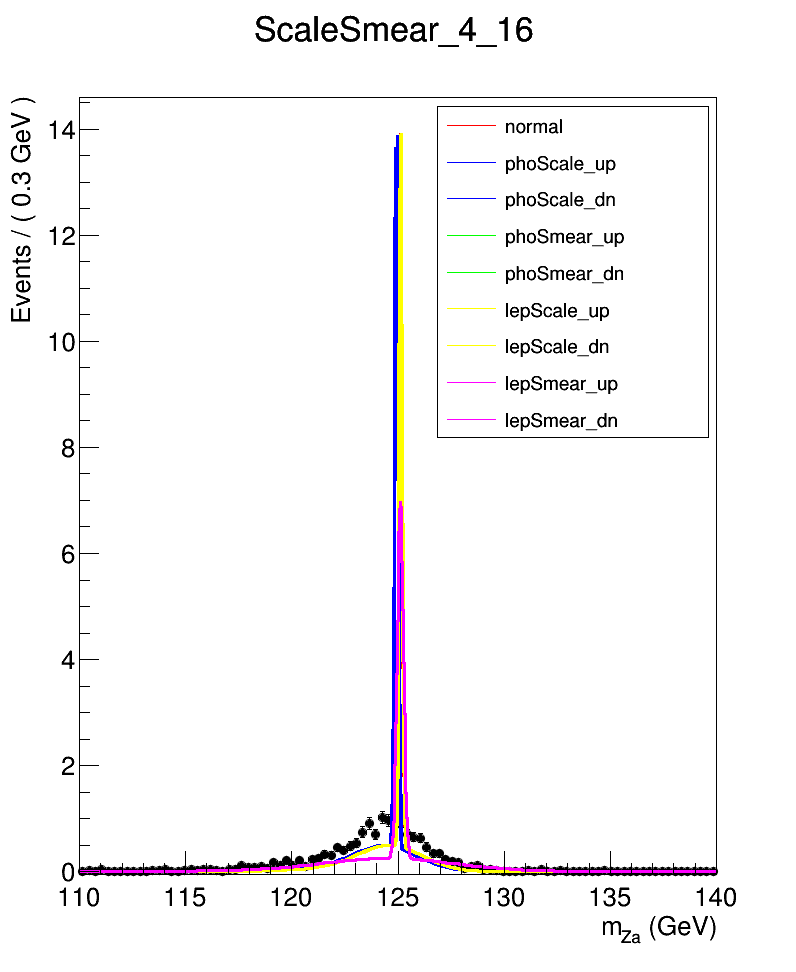 ScaleSmear_4_16
Events / ( 0.3 GeV )
14
12
10
8
6
4
2
0
normal
phoScale_up
phoScale_dn
phoSmear_up
phoSmear_dn
lepScale_up
lepScale_dn
lepSmear_up
lepSmear_dn
110 115 120 125 130 135 140
m_Za (GeV)